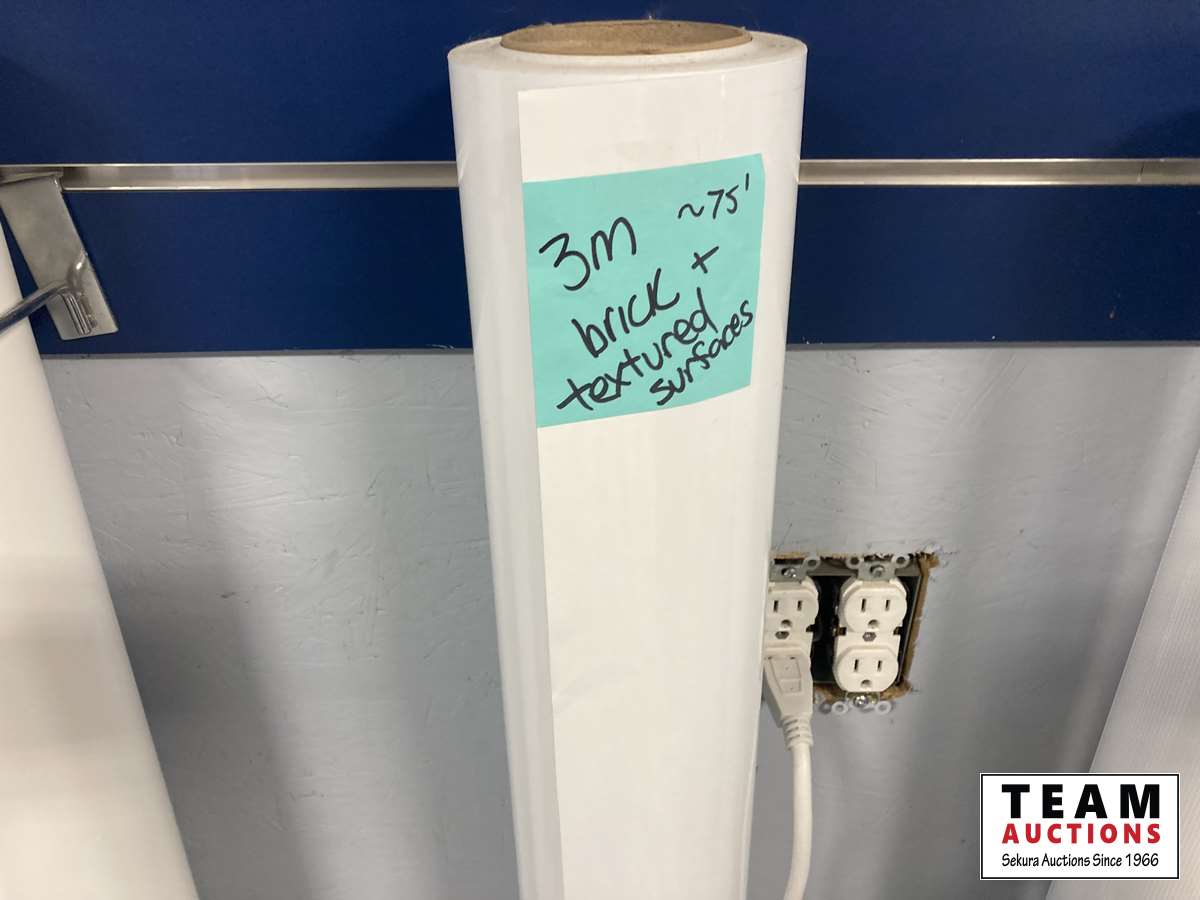 3M ~75'
brick +
textured
surfaces
TEAM
AUCTIONS
Sekura Auctions Since 1966